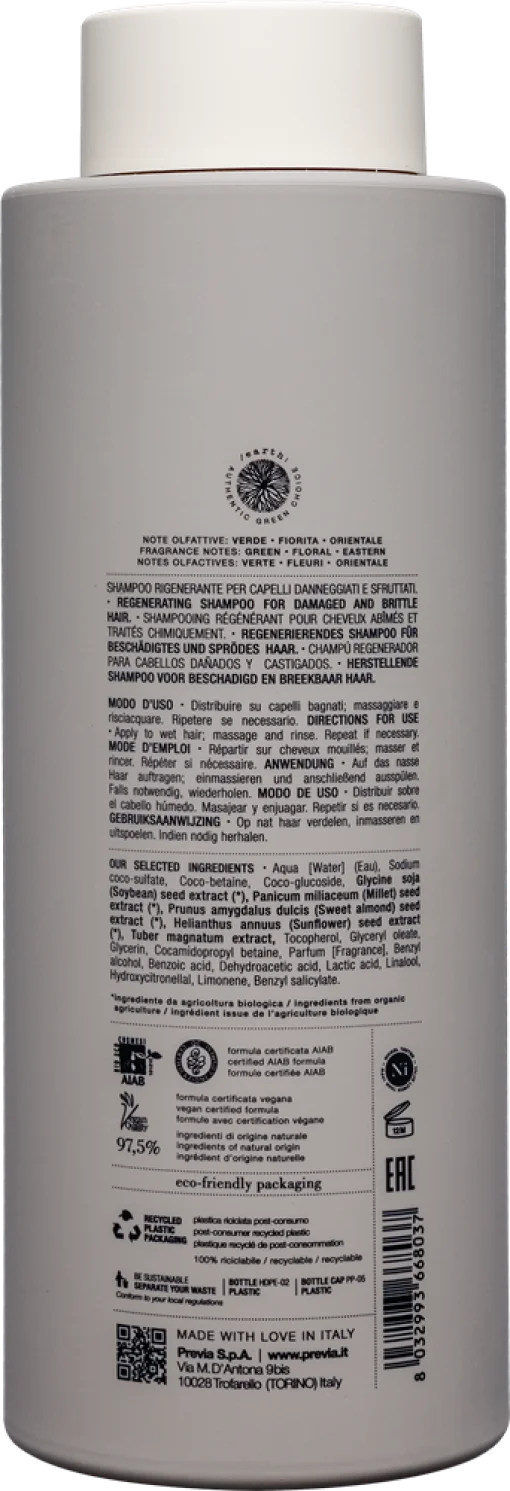 /earth/
AUTHENTIC GREEN CHOICE
NOTE OLFATTIVE: VERDE • FIORITA • ORIENTALE
FRAGRANCE NOTES: GREEN • FLORAL • EASTERN
NOTES OLFACTIVES: VERTE • FLEURI • ORIENTALE
SHAMPOO RIGENERANTE PER CAPELLI DANNEGGIATI E SFRUTTATI.
• REGENERATING SHAMPOO FOR DAMAGED AND BRITTLE
HAIR. • SHAMPOOING RÉGÉNÉRANT POUR CHEVEUX ABÎMÉS ET
TRAITÉS CHIMIQUEMENT. • REGENERIERENDES SHAMPOO FÜR
BESCHÄDIGTES UND SPRÖDES HAAR. • CHAMPÚ REGENERADOR
PARA CABELLOS DAÑADOS Y CASTIGADOS. • HERSTELLENDE
SHAMPOO VOOR BESCHADIGD EN BREEKBAAR HAAR.
MODO D'USO • Distribuire su capelli bagnati; massaggiare e
risciacquare. Ripetere se necessario. DIRECTIONS FOR USE
• Apply to wet hair; massage and rinse. Repeat if necessary.
MODE D'EMPLOI • Répartir sur cheveux mouillés; masser et
rincer. Répéter si nécessaire. ANWENDUNG • Auf das nasse
Haar auftragen; einmassieren und anschließend ausspülen.
Falls notwendig, wiederholen. MODO DE USO • Distribuir sobre
el cabello húmedo. Masajear y enjuagar. Repetir si es necesario.
GEBRUIKSAANWIJZING • Op nat haar verdelen, inmasseren en
uitspoelen. Indien nodig herhalen.
OUR SELECTED INGREDIENTS • Aqua [Water] (Eau), Sodium
coco-sulfate, Coco-betaine, Coco-glucoside, Glycine soja
(Soybean) seed extract (*), Panicum miliaceum (Millet) seed
extract (*), Prunus amygdalus dulcis (Sweet almond) seed
extract (*), Helianthus annuus (Sunflower) seed extract
(*), Tuber magnatum extract, Tocopherol, Glyceryl oleate,
Glycerin, Cocamidopropyl betaine, Parfum [Fragrance], Benzyl
alcohol, Benzoic acid, Dehydroacetic acid, Lactic acid, Linalool,
Hydroxycitronellal, Limonene, Benzyl salicylate.
*ingrediente da agricoltura biologica / ingredients from organic
agriculture / ingrédient issue de l'agriculture biologique
AIAB
formula certificata AIAB
certified AIAB formula
formule certifiée AIAB
Ni
formula certificata vegana
vegan certified formula
formule avec certification végane
12M
97,5%
ingredienti di origine naturale
ingredients of natural origin
ingrédient d'origine naturelle
EAC
eco-friendly packaging
RECYCLED
PLASTIC
PACKAGING
plastica riciclata post-consumo
post-consumer recycled plastic
plastique recyclé de post-consommation
100% riciclabile / recyclable / recyclable
BE SUSTAINABLE
SEPARATE YOUR WASTE
Conform to your local regulations
BOTTLE HDPE-02
PLASTIC
BOTTLE CAP PP-05
PLASTIC
MADE WITH LOVE IN ITALY
Previa S.p.A. | www.previa.it
Via M.D'Antona 9bis
10028 Trofarello (TORINO) Italy
8 032993 668037